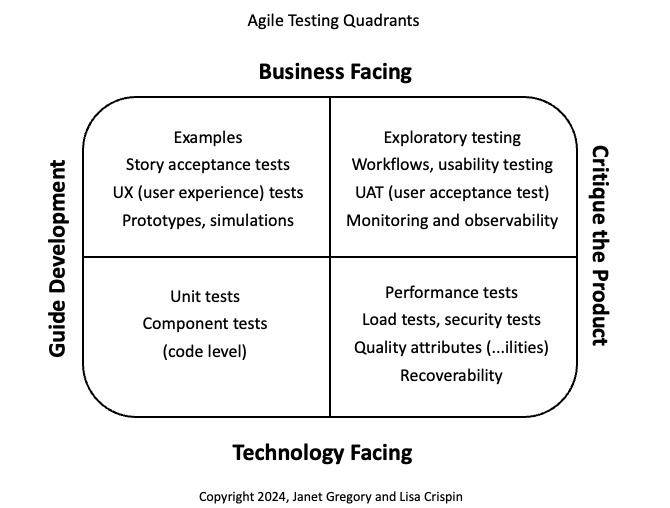 Agile Testing Quadrants
Business Facing
Guide Development
Examples
Story acceptance tests
UX (user experience) tests
Prototypes, simulations
Exploratory testing
Workflows, usability testing
UAT (user acceptance test)
Monitoring and observability
Critique the Product
Unit tests
Component tests
(code level)
Performance tests
Load tests, security tests
Quality attributes (...ilities)
Recoverability
Technology Facing
Copyright 2024, Janet Gregory and Lisa Crispin